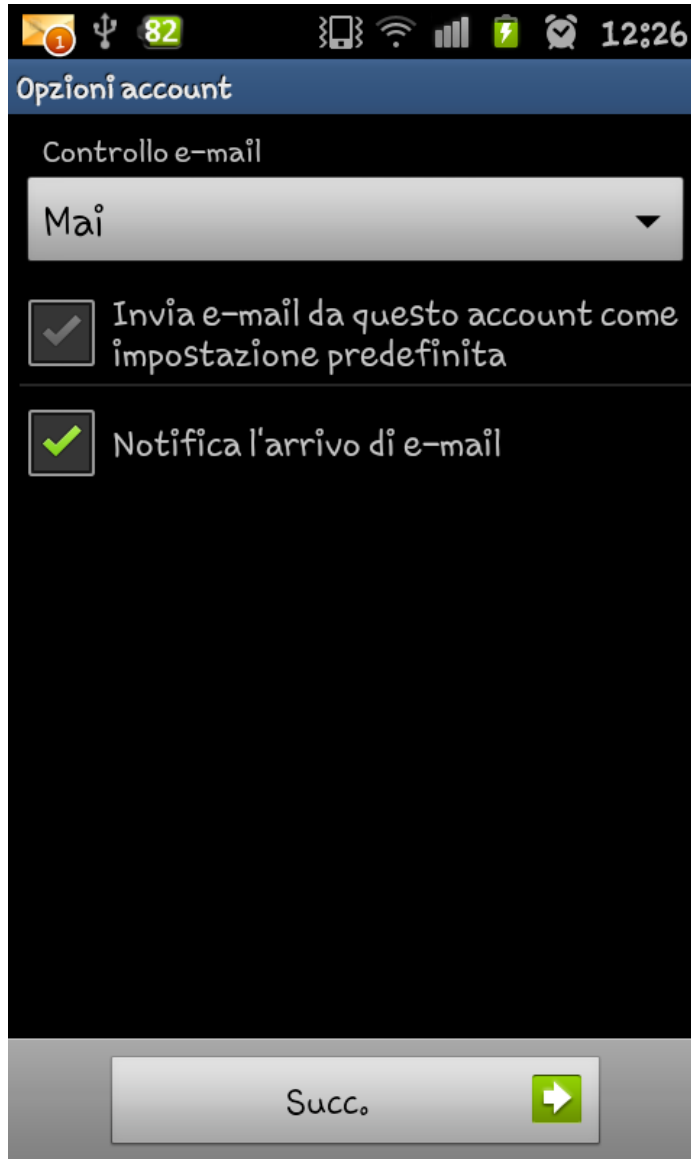 1
82
12:26
Opzioni account
Controllo e-mail
Mai
Invia e-mail da questo account come
impostazione predefinita
Notifica l'arrivo di e-mail
Succ.